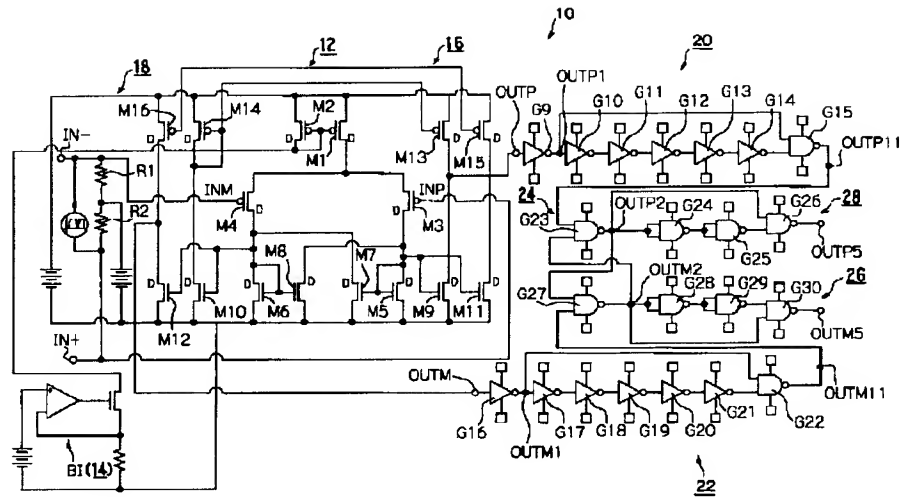 10
12
16
20
18
M16
M14
M2
OUTP
G9
OUTP1
G10
G11
G12
G13
G14
G15
D
D
D
D
D
D
IN-
M1
M13
M15
OUTP11
R1
INM
INP
24
OUTP2
G24
G26
28
R2
M4
D
D
M3
G23
G25
OUTP5
M8
M7
OUTM2
G28
G29
26
D
D
D
D
D
D
D
D
G27
G30
M12
M10
M6
M5
M9
M11
OUTM5
IN+
OUTM
OUTM11
G16
G17
G18
G19
G20
G21
G22
OUTM1
BI(14)
22